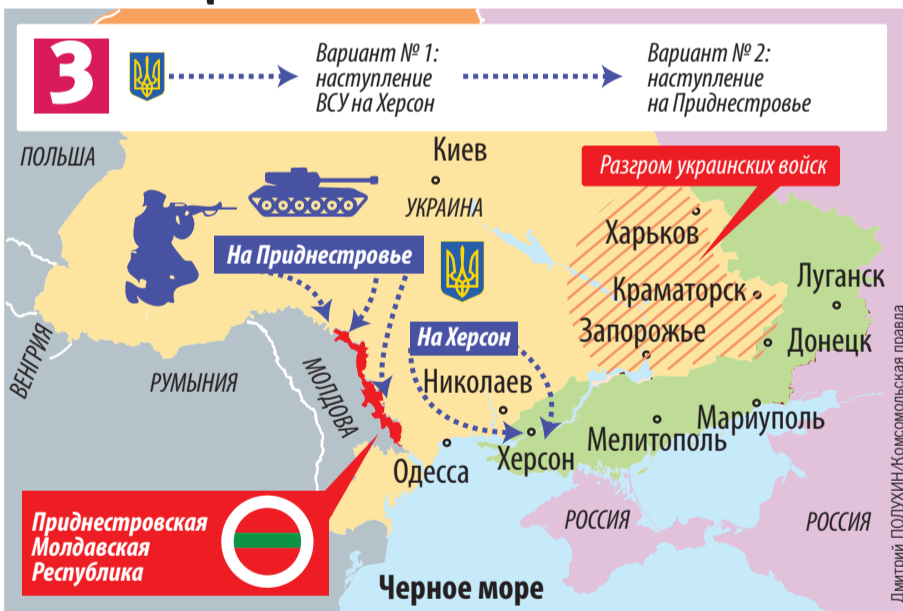 3
Вариант № 1:
наступление
ВСУ на Херсон
Вариант № 2:
наступление
на Приднестровье
ПОЛЬША
Киев
УКРАИНА
Разгром украинских войск
Харьков
На Приднестровье
Луганск
Краматорск
Запорожье
На Херсон
Донецк
ВЕНГРИЯ
РУМЫНИЯ
МОЛДОВА
Николаев
Мариуполь
Мелитополь
Одесса
Херсон
Приднестровская
Молдавская
Республика
РОССИЯ
РОССИЯ
Черное море
Дмитрий ПОЛУХИН/Комсомольская правда